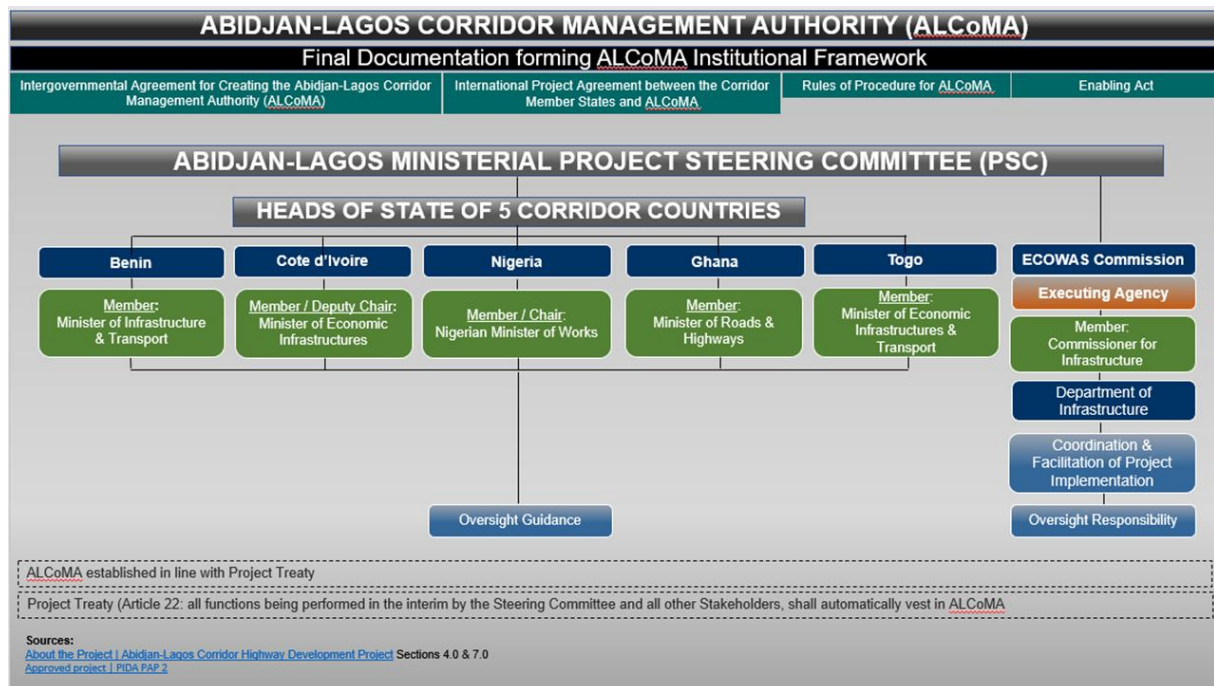 ABIDJAN-LAGOS CORRIDOR MANAGEMENT AUTHORITY (ALCoMA)
Final Documentation forming ALCoMA Institutional Framework
Intergovernmental Agreement for Creating the Abidjan-Lagos Corridor
Management Authority (ALCoMA)
International Project Agreement between the Corridor
Member States and ALCoMA
Rules of Procedure for ALCoMA
Enabling Act
ABIDJAN-LAGOS MINISTERIAL PROJECT STEERING COMMITTEE (PSC)
HEADS OF STATE OF 5 CORRIDOR COUNTRIES
Benin
Member:
Minister of Infrastructure
& Transport
Cote d'Ivoire
Member / Deputy Chair:
Minister of Economic
Infrastructures
Nigeria
Member / Chair:
Nigerian Minister of Works
Ghana
Member:
Minister of Roads &
Highways
Togo
Member:
Minister of Economic
Infrastructures &
Transport
ECOWAS Commission
Executing Agency
Member:
Commissioner for
Infrastructure
Department of
Infrastructure
Coordination &
Facilitation of Project
Implementation
Oversight Guidance
Oversight Responsibility
ALCoMA established in line with Project Treaty
Project Treaty (Article 22: all functions being performed in the interim by the Steering Committee and all other Stakeholders, shall automatically vest in ALCoMA
Sources:
About the Project | Abidjan-Lagos Corridor Highway Development Project Sections 4.0 & 7.0
Approved project | PIDA PAP 2